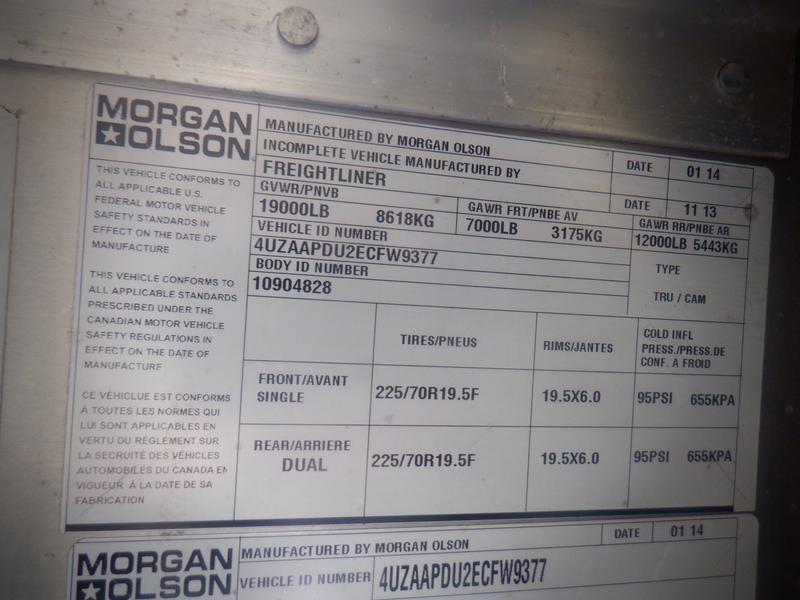 MORGAN
OLSON
MANUFACTURED BY MORGAN OLSON
DATE 01 14
INCOMPLETE VEHICLE MANUFACTURED BY
FREIGHTLINER
DATE 11 13
GVWR/PNVB
19000LB 8618KG
GAWR FRT/PNBE AV
7000LB 3175KG
GAWR RR/PNBE AR
12000LB 5443KG
VEHICLE ID NUMBER
4UZAAPDU2ECFW9377
TYPE
BODY ID NUMBER
10904828
TRU / CAM
THIS VEHICLE CONFORMS TO
ALL APPLICABLE U.S.
FEDERAL MOTOR VEHICLE
SAFETY STANDARDS IN
EFFECT ON THE DATE OF
MANUFACTURE
THIS VEHICLE CONFORMS TO
ALL APPLICABLE STANDARDS
PRESCRIBED UNDER THE
CANADIAN MOTOR VEHICLE
SAFETY REGULATIONS IN
EFFECT ON THE DATE OF
MANUFACTURE
CE VÉHICLUE EST CONFORMS
À TOUTES LES NORMES QUI
LUI SONT APPLICABLES EN
VERTU DU RÉGLEMENT SUR
LA SECRUITÉ DES VÉHICLES
AUTOMOBILES DU CANADA EN
VIGUEUR Á LA DATE DE SA
FABRICATION
TIRES/PNEUS
RIMS/JANTES
COLD INFL
PRESS./PRESS.DE
CONF. A FROID
FRONT/AVANT
SINGLE
225/70R19.5F
19.5X6.0
95PSI 655KPA
REAR/ARRIERE
DUAL
225/70R19.5F
19.5X6.0
95PSI 655KPA
MORGAN
OLSON
MANUFACTURED BY MORGAN OLSON
DATE 01 14
VEHICLE ID NUMBER 4UZAAPDU2ECFW9377